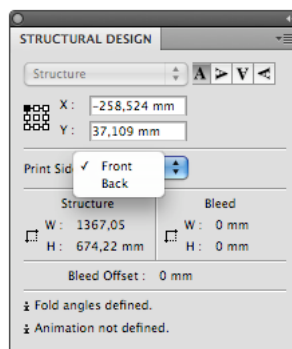 STRUCTURAL DESIGN
Structure A A A A
X: -258,524 mm
Y: 37,109 mm
Print Sid ✓ Front
Back
Structure Bleed
W: 1367,05 W: 0 mm
H: 674,22 mm H: 0 mm
Bleed Offset: 0 mm
Fold angles defined.
Animation not defined.